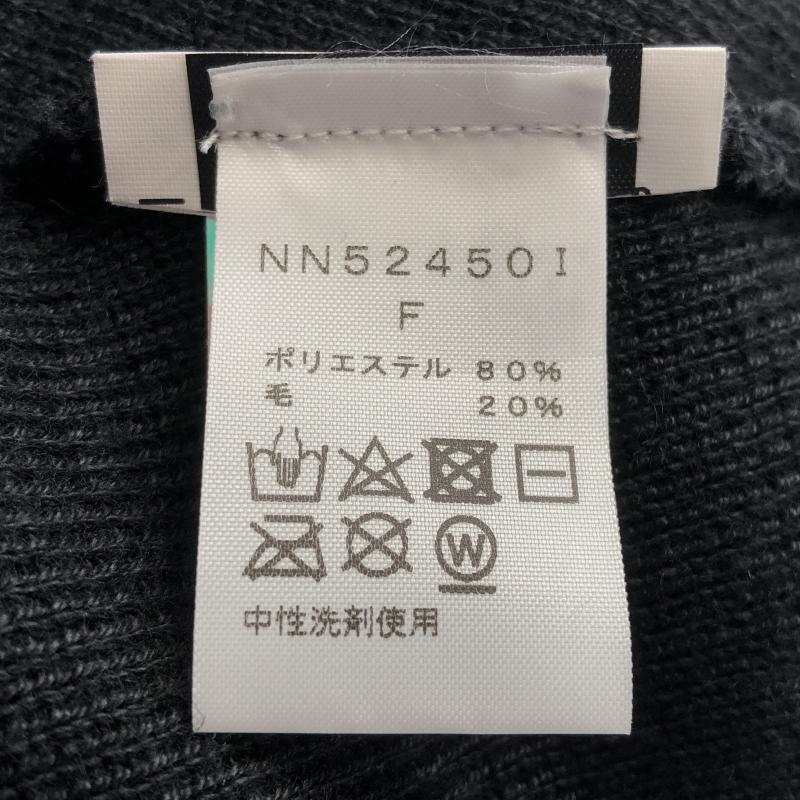 NN52450I
F
ポリエステル 80%
毛 20%
W
中性洗剤使用